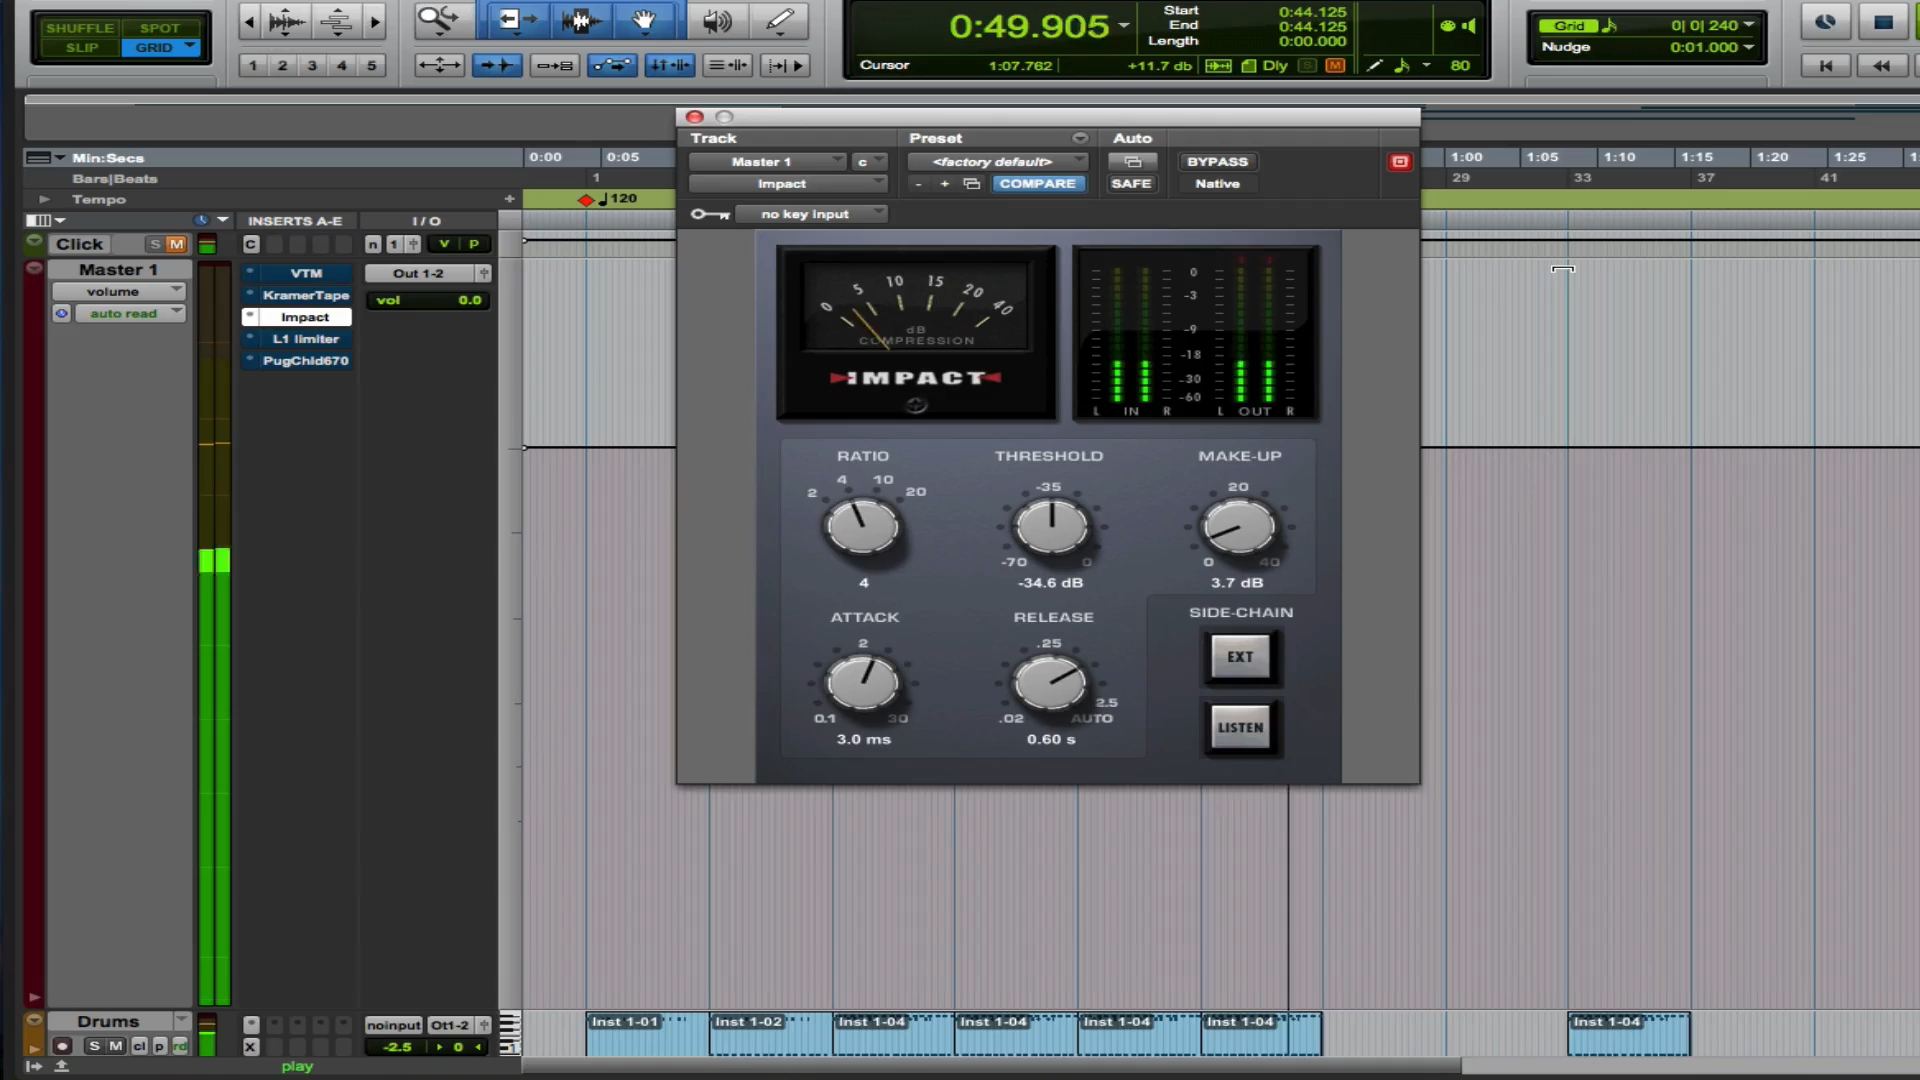 SHUFFLE SPOT
SLIP GRID
1 2 3 4 5
0:49.905
Start 0:44.125
End 0:44.125
Length 0:00.000
Cursor 1:07.762 +11.7 db Dly S M 80
Grid 0| 0| 240
Nudge 0:01.000
Min:Secs 0:00 0:05 1:00 1:05 1:10 1:15 1:20 1:25
Bars|Beats 1 29 33 37 41
Tempo + 120
INSERTS A-E I / O
Click S M C n 1 V P
Master 1
volume
auto read
VTM
KramerTape
Impact
L1 limiter
PugChld670
Out 1-2
vol 0.0
Track Preset Auto
Master 1 c <factory default> BYPASS
Impact - + COMPARE SAFE Native
no key input
0 5 10 15 20 40
dB
COMPRESSION
IMPACT
0
-3
-9
-18
-30
-60
L IN R L OUT R
RATIO THRESHOLD MAKE-UP
2 4 10 20 -35 20
-70 0 0 40
4 -34.6 dB 3.7 dB
ATTACK RELEASE SIDE-CHAIN
2 .25
EXT
0.1 30 .02 2.5 AUTO
LISTEN
3.0 ms 0.60 s
Drums noinput Ot1-2
S M cl p rd X -2.5 0
Inst 1-01 Inst 1-02 Inst 1-04 Inst 1-04 Inst 1-04 Inst 1-04 Inst 1-04
play